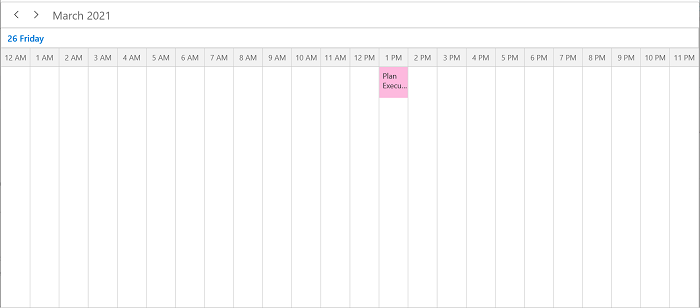 March 2021
26 Friday
12 AM 1 AM 2 AM 3 AM 4 AM 5 AM 6 AM 7 AM 8 AM 9 AM 10 AM 11 AM 12 PM 1 PM 2 PM 3 PM 4 PM 5 PM 6 PM 7 PM 8 PM 9 PM 10 PM 11 PM
Plan
Execu...